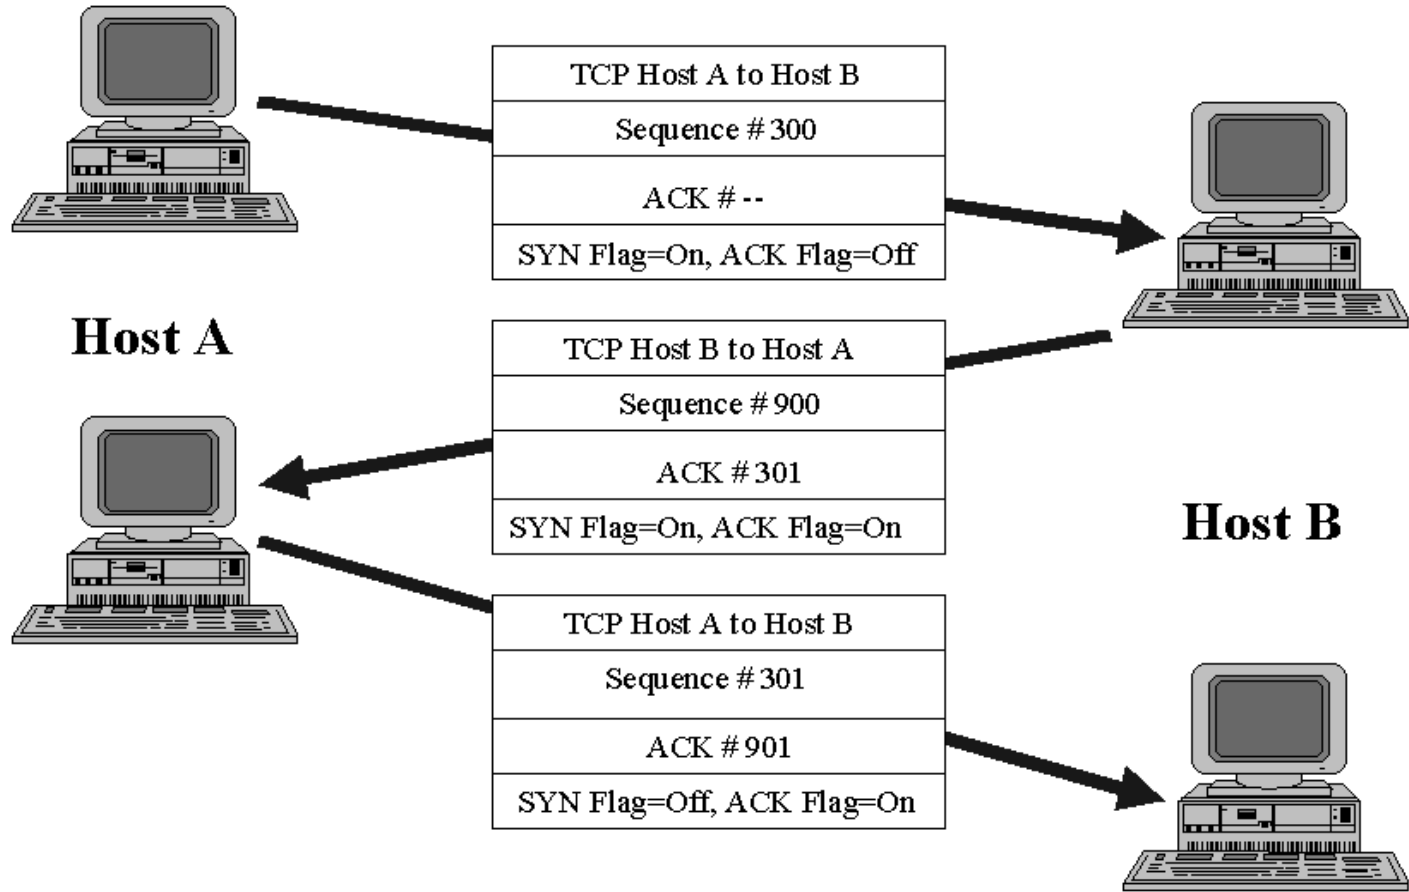 TCP Host A to Host B
Sequence # 300
ACK # --
SYN Flag=On, ACK Flag=Off
Host A
TCP Host B to Host A
Sequence # 900
ACK # 301
SYN Flag=On, ACK Flag=On
Host B
TCP Host A to Host B
Sequence # 301
ACK # 901
SYN Flag=Off, ACK Flag=On